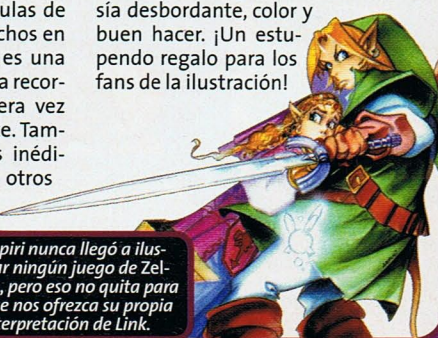 ulas de
chos en
es una
a recor-
era vez
e. Tam-
s inédi-
otros
sía desbordante, color y
buen hacer. ¡Un estu-
pendo regalo para los
fans de la ilustración!
piri nunca llegó a ilus-
ar ningún juego de Zel-
, pero eso no quita para
e nos ofrezca su propia
terpretación de Link.